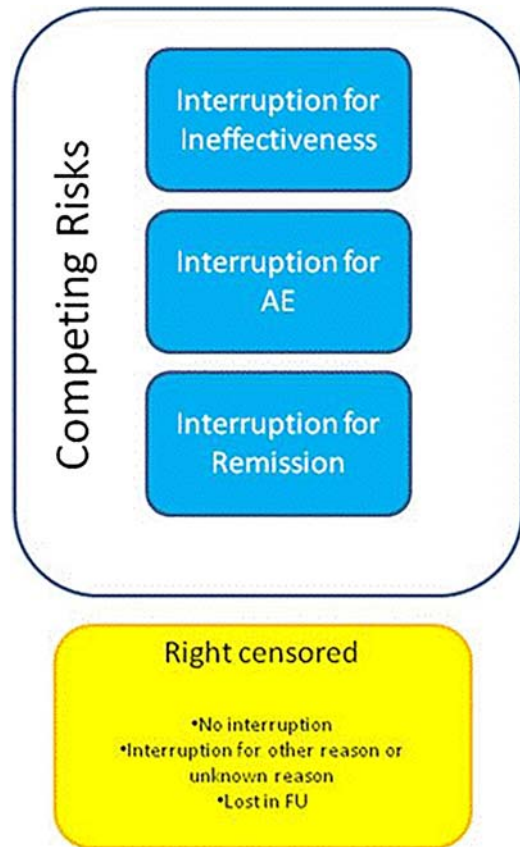 Competing Risks
Interruption for
Ineffectiveness
Interruption for
AE
Interruption for
Remission
Right censored
•No interruption
•Interruption for other reason or
unknown reason
•Lost in FU